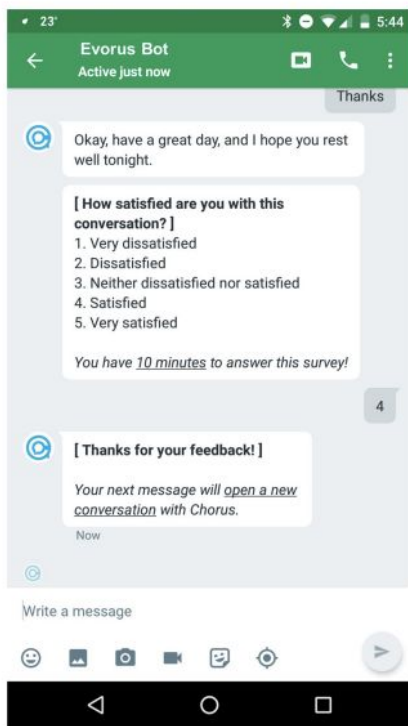 23°
5:44
Evorus Bot
Active just now
Thanks
Okay, have a great day, and I hope you rest
well tonight.
[ How satisfied are you with this
conversation? ]
1. Very dissatisfied
2. Dissatisfied
3. Neither dissatisfied nor satisfied
4. Satisfied
5. Very satisfied
You have 10 minutes to answer this survey!
4
[ Thanks for your feedback! ]
Your next message will open a new
conversation with Chorus.
Now
Write a message